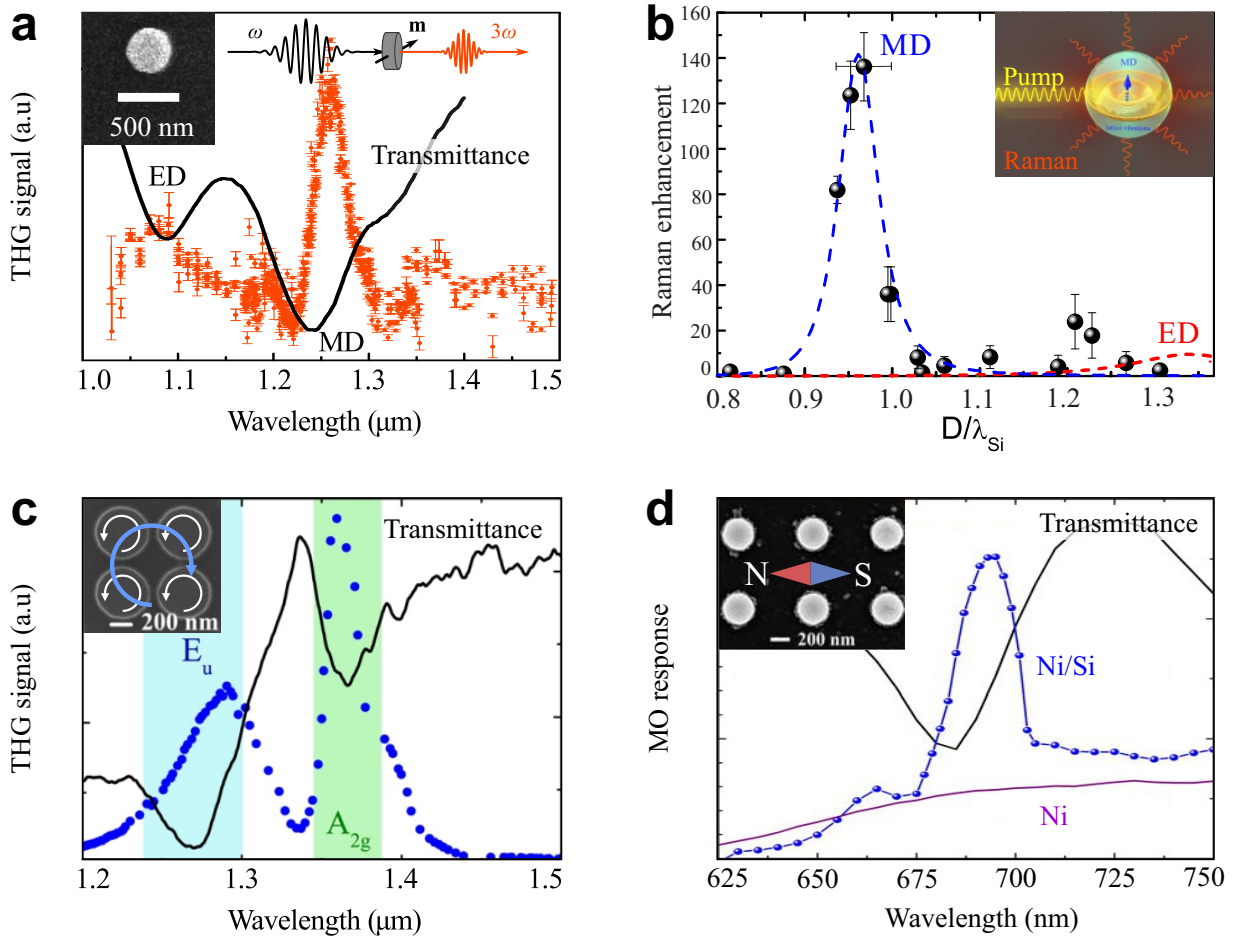 a
500 nm
ω
m
3ω
ED
Transmittance
MD
THG signal (a.u)
1.0 1.1 1.2 1.3 1.4 1.5
Wavelength (μm)
b
160
140
120
100
80
60
40
20
0
Raman enhancement
MD
Pump
MD
lattice vibrations
Raman
ED
0.8 0.9 1.0 1.1 1.2 1.3
D/λSi
c
Transmittance
200 nm
Eu
A2g
THG signal (a.u)
1.2 1.3 1.4 1.5
Wavelength (μm)
d
Transmittance
N S
200 nm
Ni/Si
Ni
MO response
625 650 675 700 725 750
Wavelength (nm)